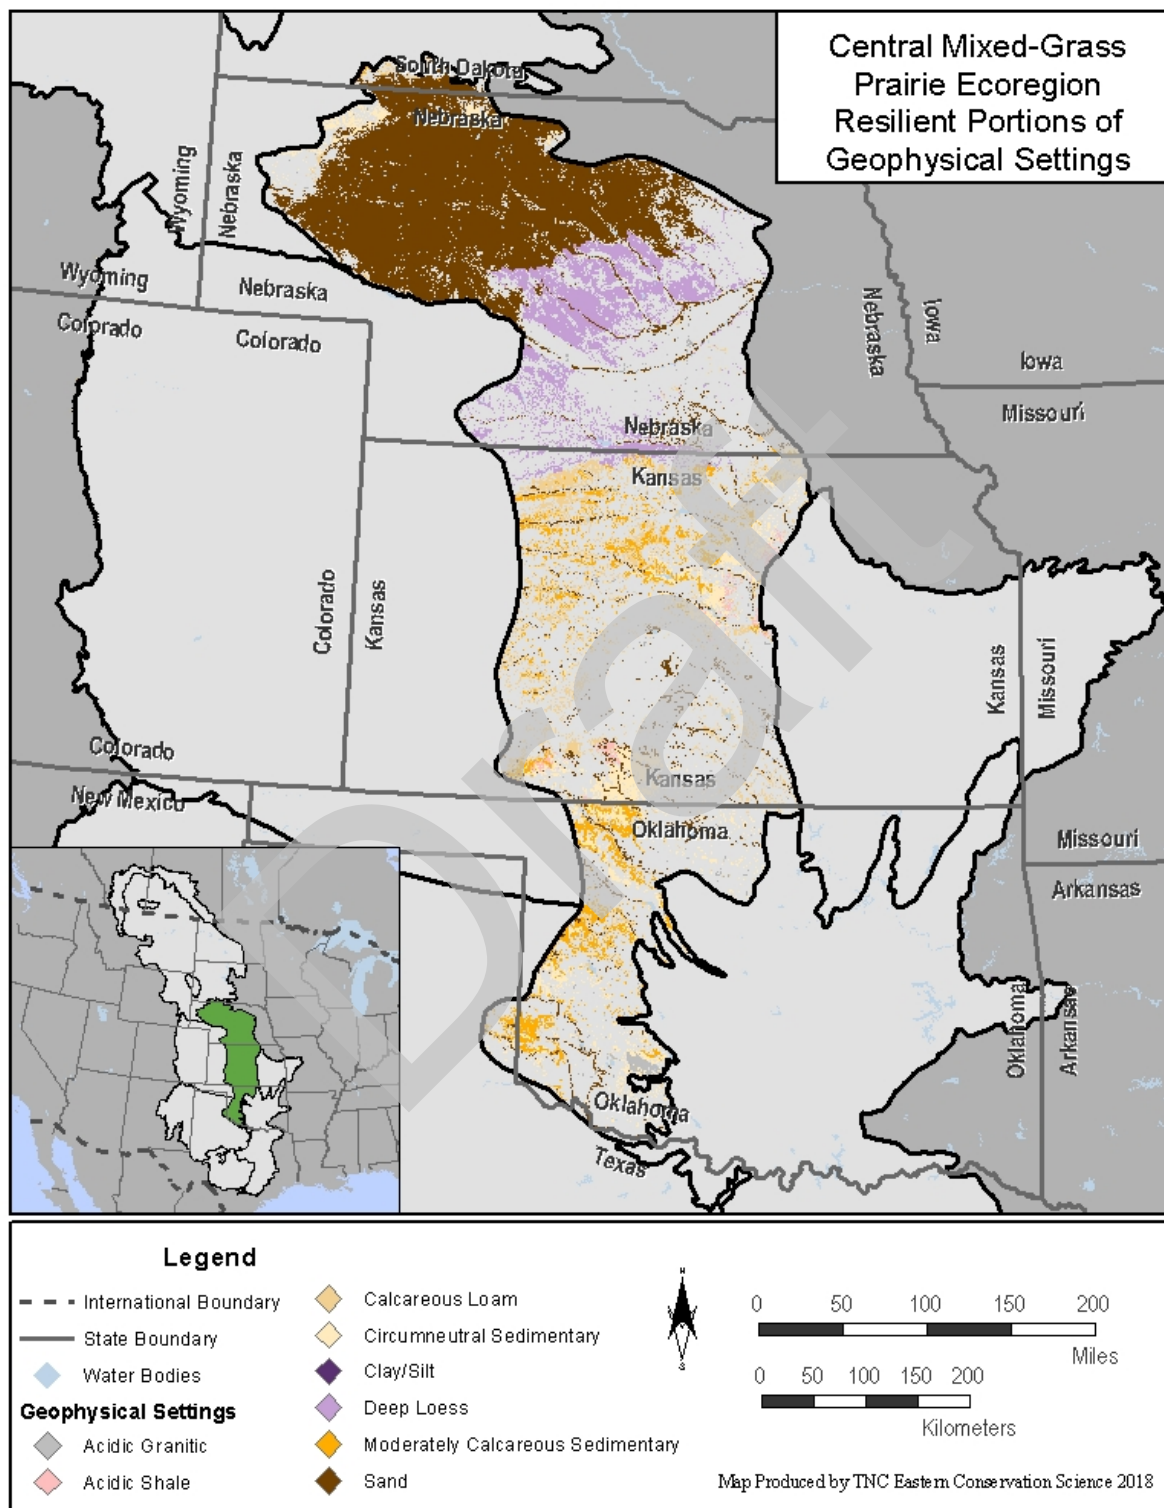 Central Mixed-Grass
Prairie Ecoregion
Resilient Portions of
Geophysical Settings
South Dakota
Nebraska
Wyoming
Nebraska
Wyoming
Nebraska
Colorado
Colorado
Nebraska
Iowa
Iowa
Missouri
Nebraska
Kansas
Colorado
Kansas
Kansas
Missouri
Colorado
New Mexico
Kansas
Oklahoma
Missouri
Arkansas
Oklahoma
Arkansas
Oklahoma
Texas
Draft
Legend
International Boundary
State Boundary
Water Bodies
Geophysical Settings
Acidic Granitic
Acidic Shale
Calcareous Loam
Circumneutral Sedimentary
Clay/Silt
Deep Loess
Moderately Calcareous Sedimentary
Sand
N
S
0 50 100 150 200
Miles
0 50 100 150 200
Kilometers
Map Produced by TNC Eastern Conservation Science 2018